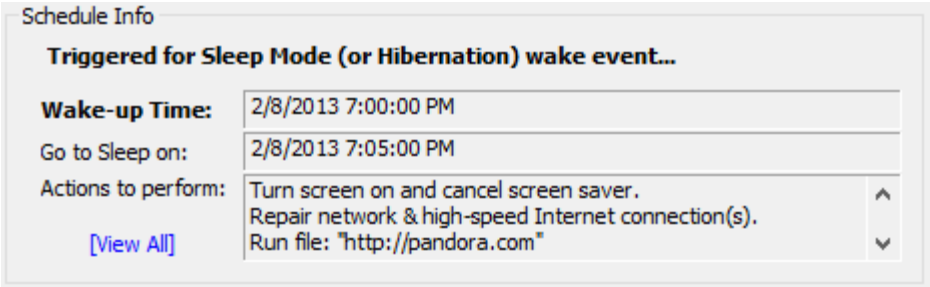 Schedule Info
Triggered for Sleep Mode (or Hibernation) wake event...
Wake-up Time: 2/8/2013 7:00:00 PM
Go to Sleep on: 2/8/2013 7:05:00 PM
Actions to perform: Turn screen on and cancel screen saver.
Repair network & high-speed Internet connection(s).
[View All] Run file: "http://pandora.com"